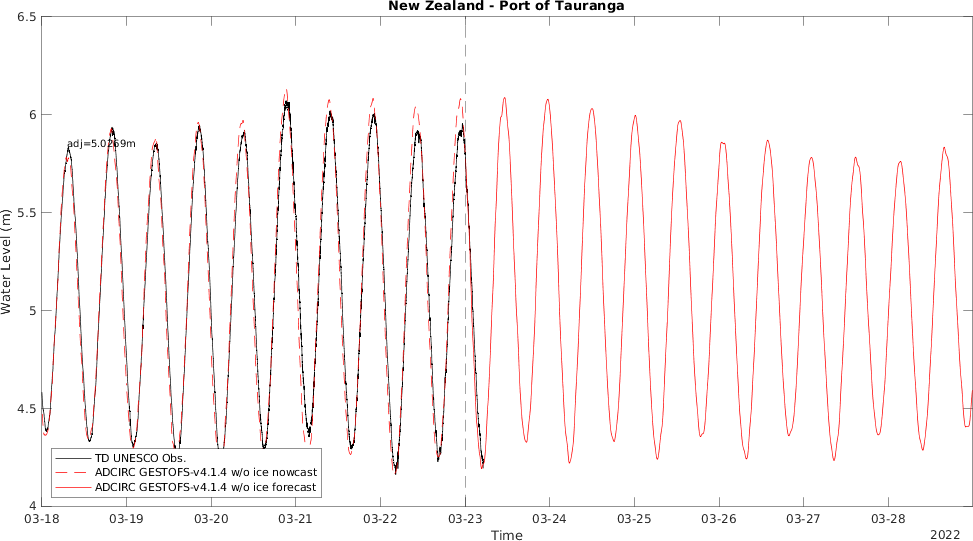 New Zealand - Port of Tauranga
6.5
6
5.5
5
4.5
4
Water Level (m)
adj=5.0269m
TD UNESCO Obs.
ADCIRC GESTOFS-v4.1.4 w/o ice nowcast
ADCIRC GESTOFS-v4.1.4 w/o ice forecast
03-18 03-19 03-20 03-21 03-22 03-23 03-24 03-25 03-26 03-27 03-28
Time
2022